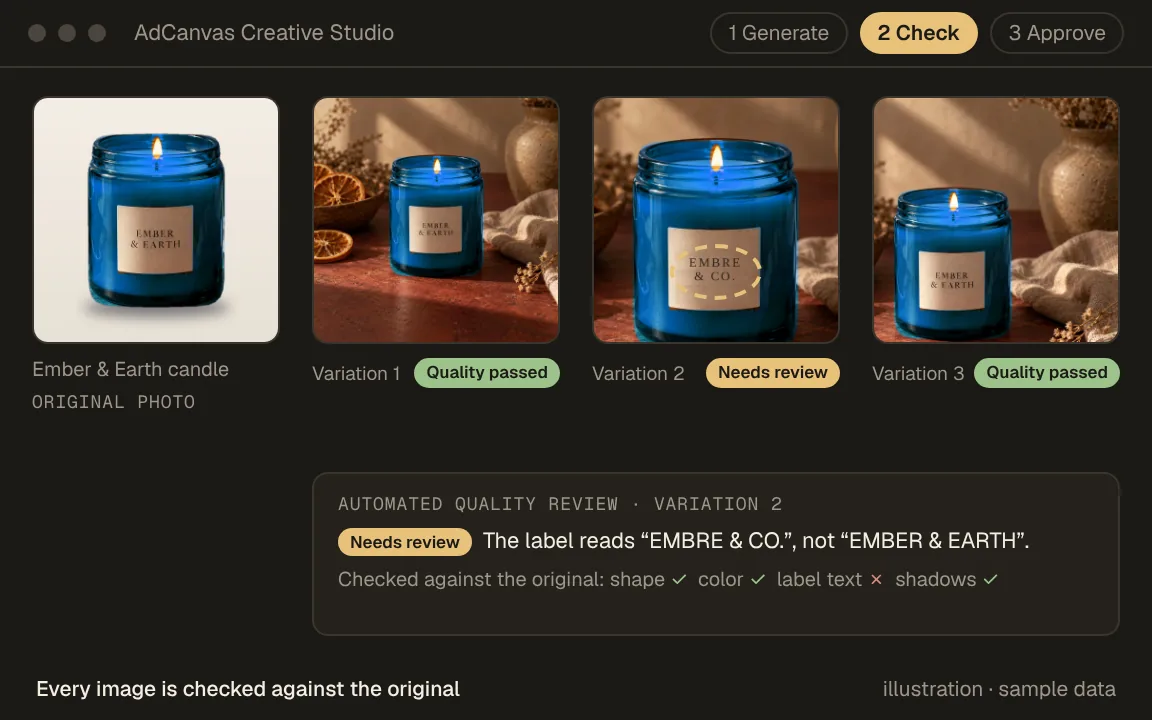 AdCanvas Creative Studio
1 Generate
2 Check
3 Approve
EMBER
& EARTH
EMBER
& EARTH
EMBRE
& CO.
EMBER
& EARTH
Ember & Earth candle
ORIGINAL PHOTO
Variation 1
Quality passed
Variation 2
Needs review
Variation 3
Quality passed
AUTOMATED QUALITY REVIEW · VARIATION 2
Needs review
The label reads “EMBRE & CO.”, not “EMBER & EARTH”.
Checked against the original: shape ✓ color ✓ label text ✕ shadows ✓
Every image is checked against the original
illustration · sample data